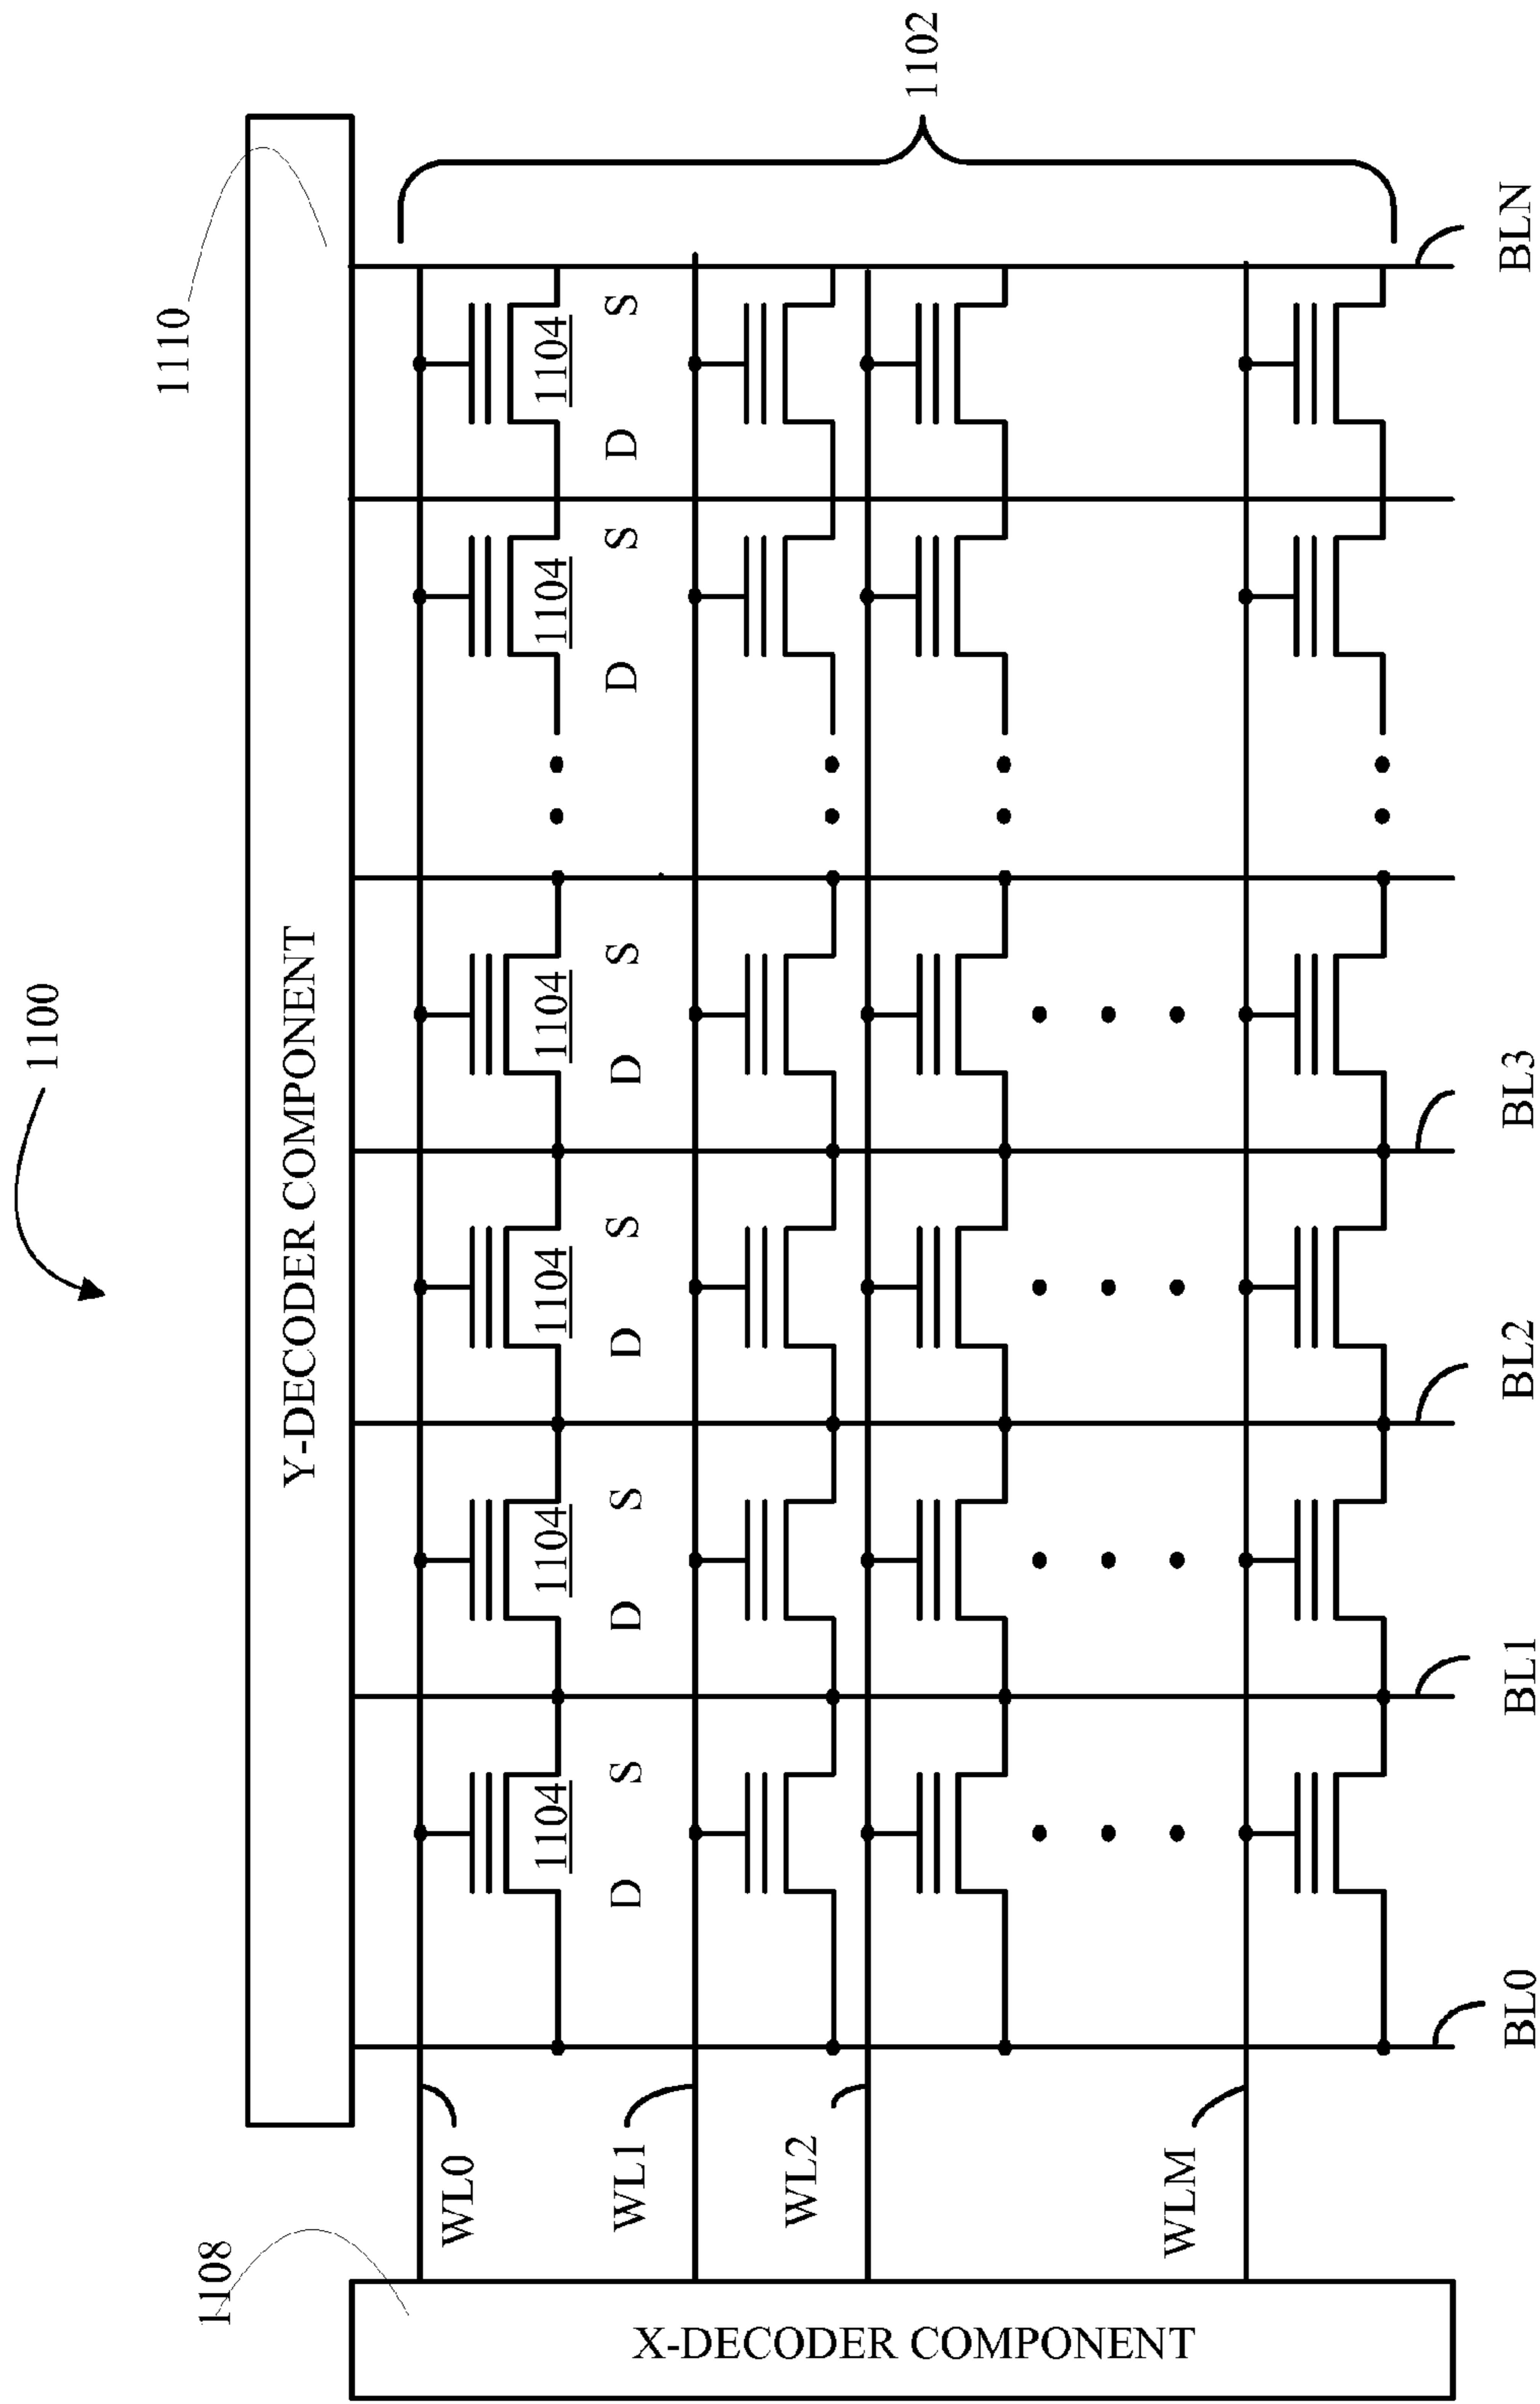 1100
Y-DECODER COMPONENT
1110
1102
WL0
1104
1104
1104
1104
1104
1104
D S D S D S D S D S D S
WL1
WL2
WLM
1108
X-DECODER COMPONENT
BL0
BL1
BL2
BL3
BLN